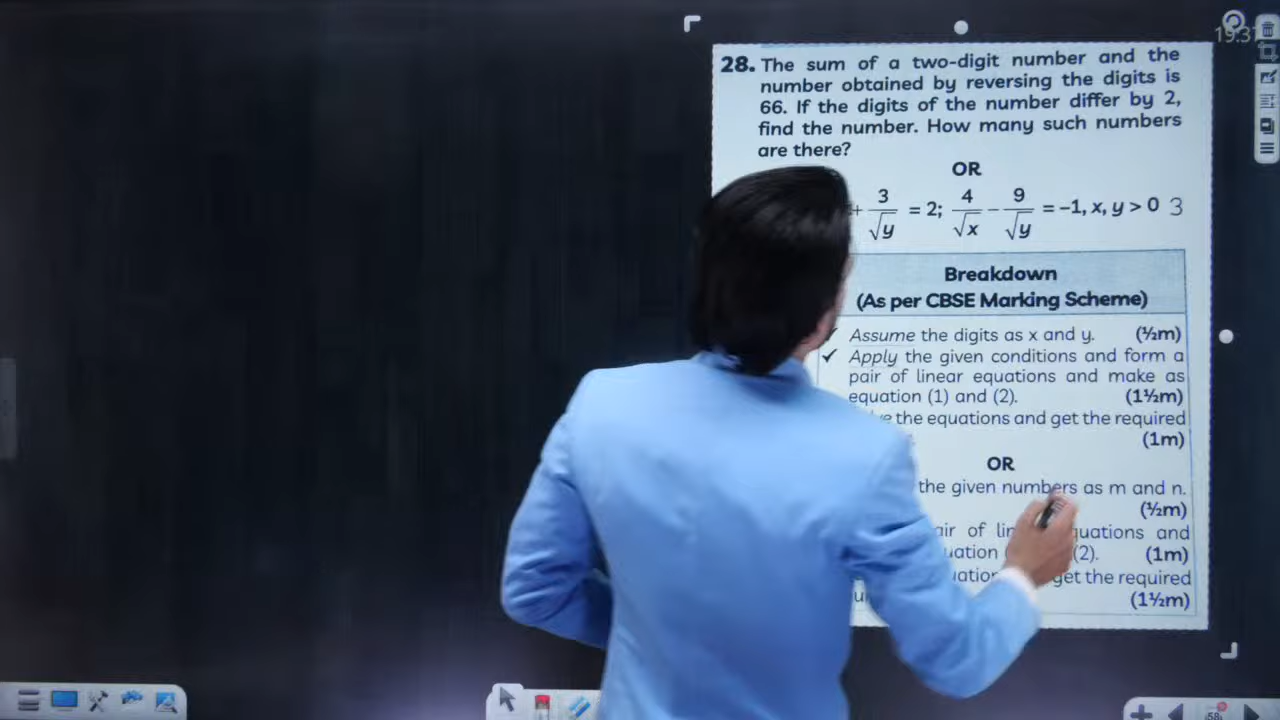 28. The sum of a two-digit number and the
number obtained by reversing the digits is
66. If the digits of the number differ by 2,
find the number. How many such numbers
are there?
OR
+ 3/√y = 2; 4/√x - 9/√y = –1, x, y > 0 3
Breakdown
(As per CBSE Marking Scheme)
✓ Assume the digits as x and y. (½m)
✓ Apply the given conditions and form a
pair of linear equations and make as
equation (1) and (2). (1½m)
the equations and get the required
(1m)
OR
the given numbers as m and n.
(½m)
of equations and
(2). (1m)
get the required
(1½m)
58